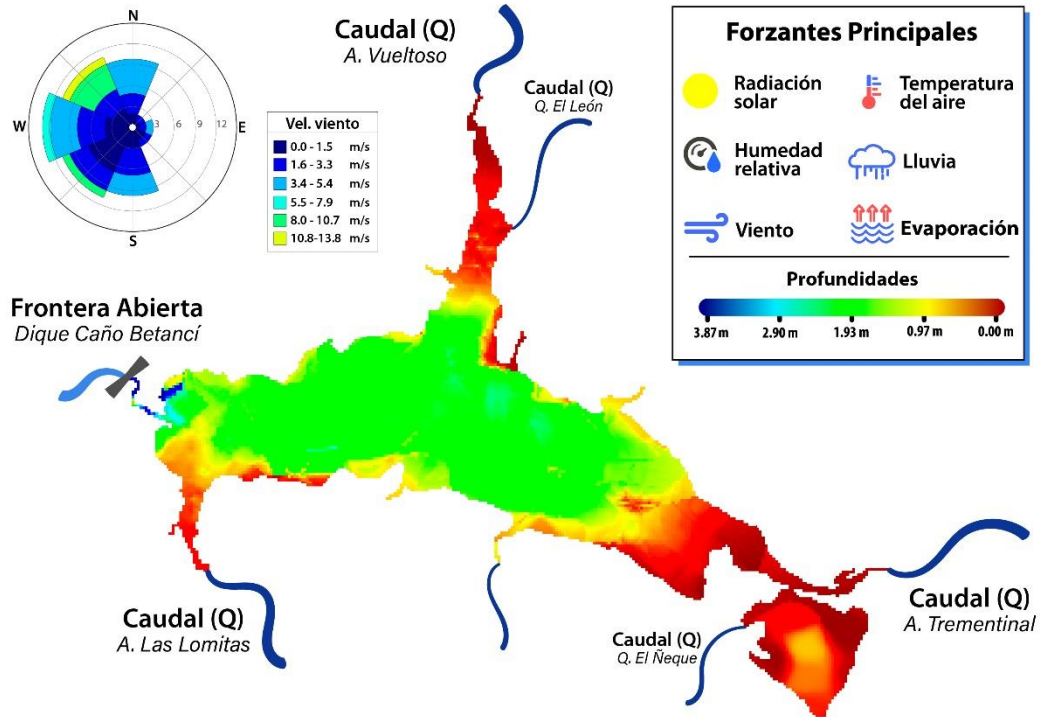 N
W
E
S
3
6
9
12
Vel. viento
0.0 - 1.5 m/s
1.6 - 3.3 m/s
3.4 - 5.4 m/s
5.5 - 7.9 m/s
8.0 - 10.7 m/s
10.8-13.8 m/s
Caudal (Q)
A. Vueltoso
Caudal (Q)
Q. El León
Forzantes Principales
Radiación
solar
Temperatura
del aire
Humedad
relativa
Lluvia
Viento
Evaporación
Profundidades
3.87 m
2.90 m
1.93 m
0.97 m
0.00 m
Frontera Abierta
Dique Caño Betancí
Caudal (Q)
A. Las Lomitas
Caudal (Q)
Q. El Ñeque
Caudal (Q)
A. Trementinal